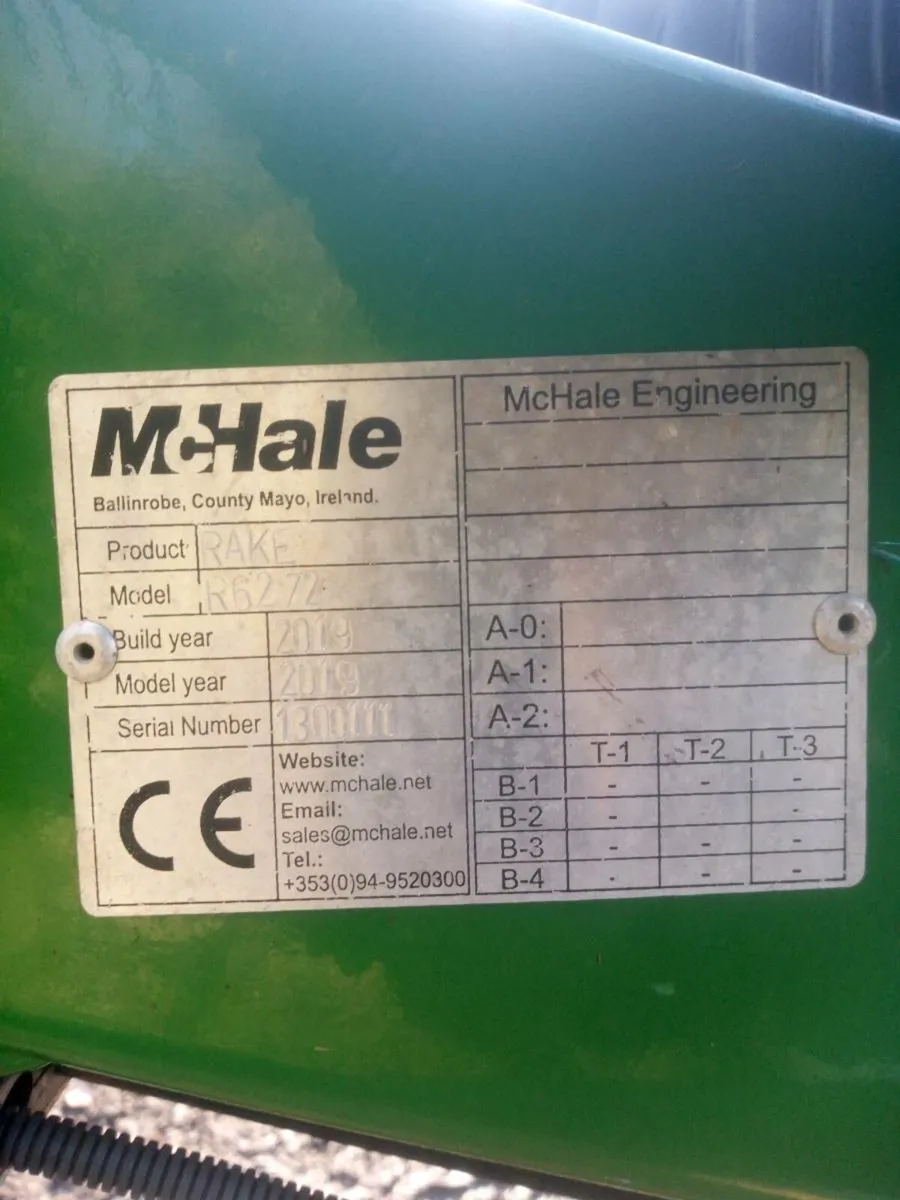 McHale
Ballinrobe, County Mayo, Ireland.
Product RAKE
Model R62-72
Build year 2019
Model year 2019
Serial Number
CE
Website:
www.mchale.net
Email:
sales@mchale.net
Tel.:
+353(0)94-9520300
McHale Engineering
A-0:
A-1:
A-2:
T-1 T-2 T-3
B-1 - - -
B-2 - -
B-3 - - -
B-4 - - -